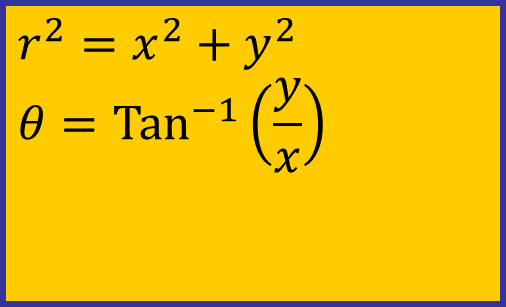 r² = x² + y²
θ = Tan⁻¹ (y/x)